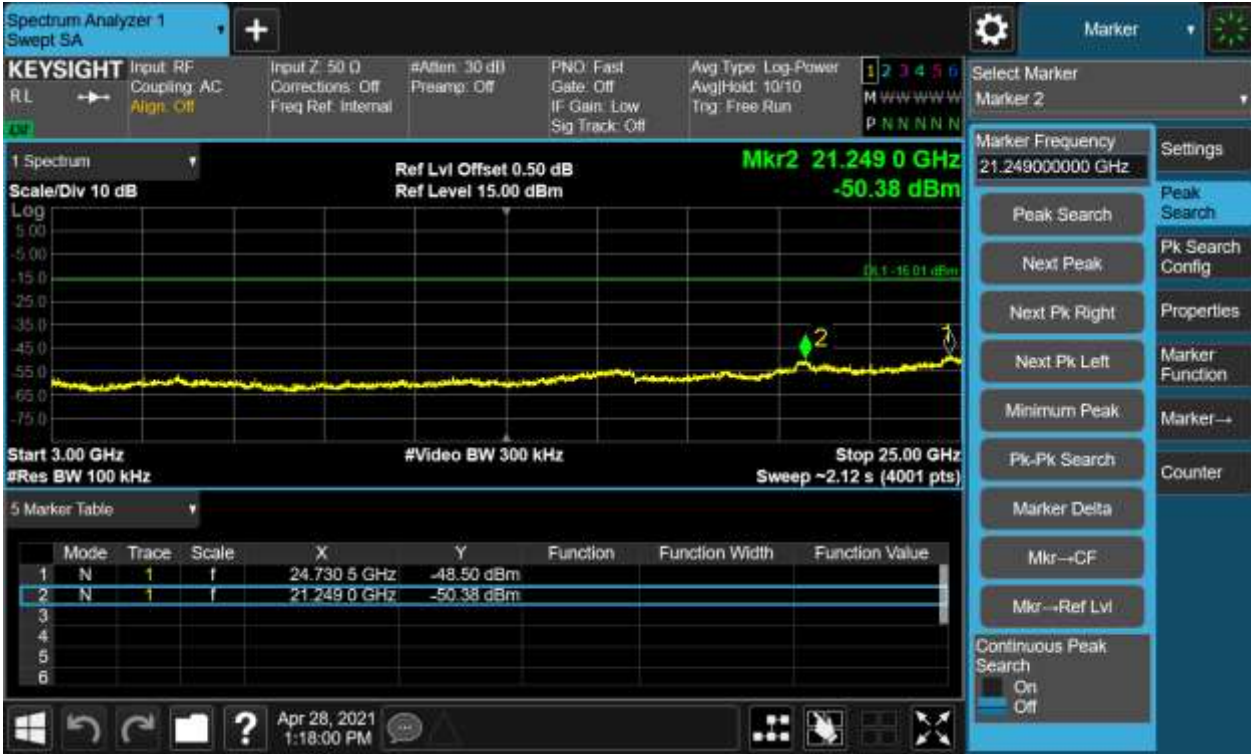 Spectrum Analyzer 1
Swept SA
+
Marker
KEYSIGHT
RL
Input: RF
Coupling: AC
Align: Off
Input Z: 50 Ω
Corrections: Off
Freq Ref: Internal
#Atten: 30 dB
Preamp: Off
PNO: Fast
Gate: Off
IF Gain: Low
Sig Track: Off
Avg Type: Log-Power
Avg|Hold: 10/10
Trig: Free Run
1 2 3 4 5 6
M W W W W W
P N N N N N
Select Marker
Marker 2
1 Spectrum
Scale/Div 10 dB
Ref Lvl Offset 0.50 dB
Ref Level 15.00 dBm
Mkr2 21.249 0 GHz
-50.38 dBm
Log
5.00
-5.00
-15.0
-25.0
-35.0
-45.0
-55.0
-65.0
-75.0
DL1 -16.01 dBm
2
1
Start 3.00 GHz
#Res BW 100 kHz
#Video BW 300 kHz
Stop 25.00 GHz
Sweep ~2.12 s (4001 pts)
5 Marker Table
Mode Trace Scale X Y Function Function Width Function Value
1 N 1 f 24.730 5 GHz -48.50 dBm
2 N 1 f 21.249 0 GHz -50.38 dBm
3
4
5
6
Marker Frequency
21.249000000 GHz
Peak Search
Next Peak
Next Pk Right
Next Pk Left
Minimum Peak
Pk-Pk Search
Marker Delta
Mkr→CF
Mkr→Ref Lvl
Continuous Peak
Search
On
Off
Settings
Peak
Search
Pk Search
Config
Properties
Marker
Function
Marker→
Counter
?
Apr 28, 2021
1:18:00 PM